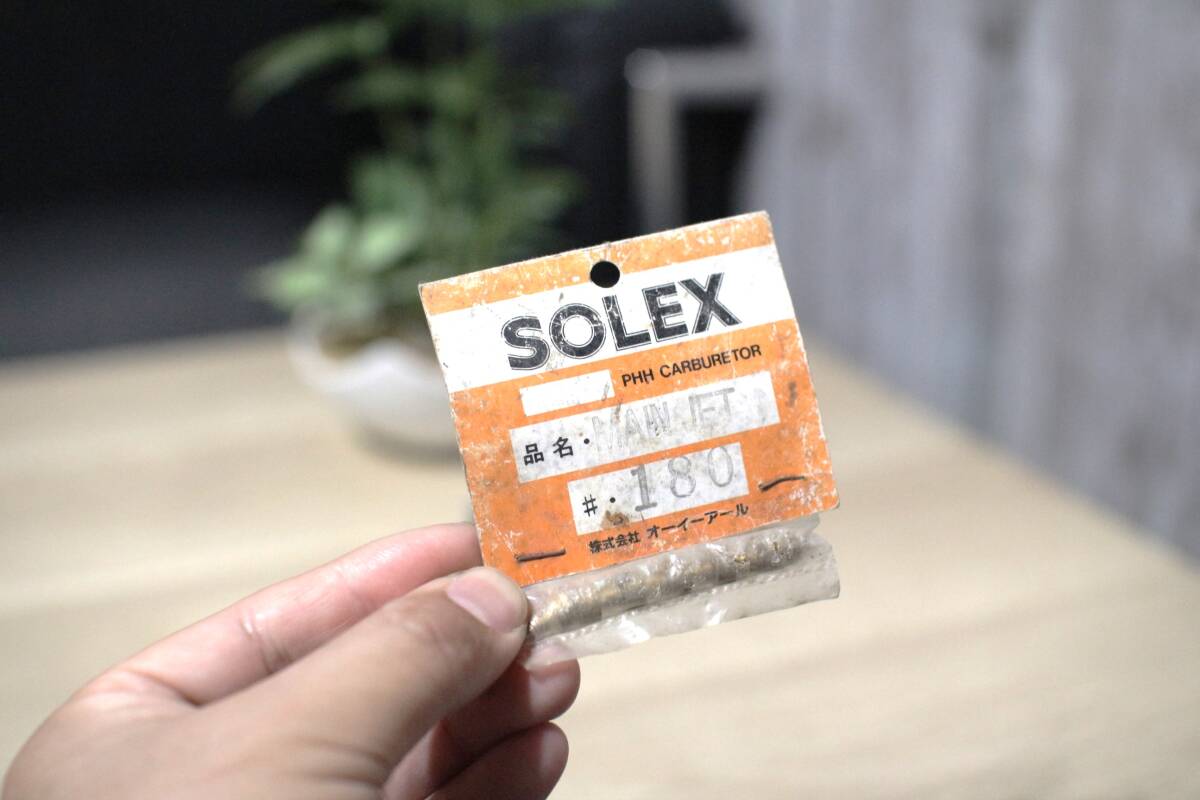 SOLEX
PHH CARBURETOR
品名・MAIN JET
#・180
株式会社 オーイーアール